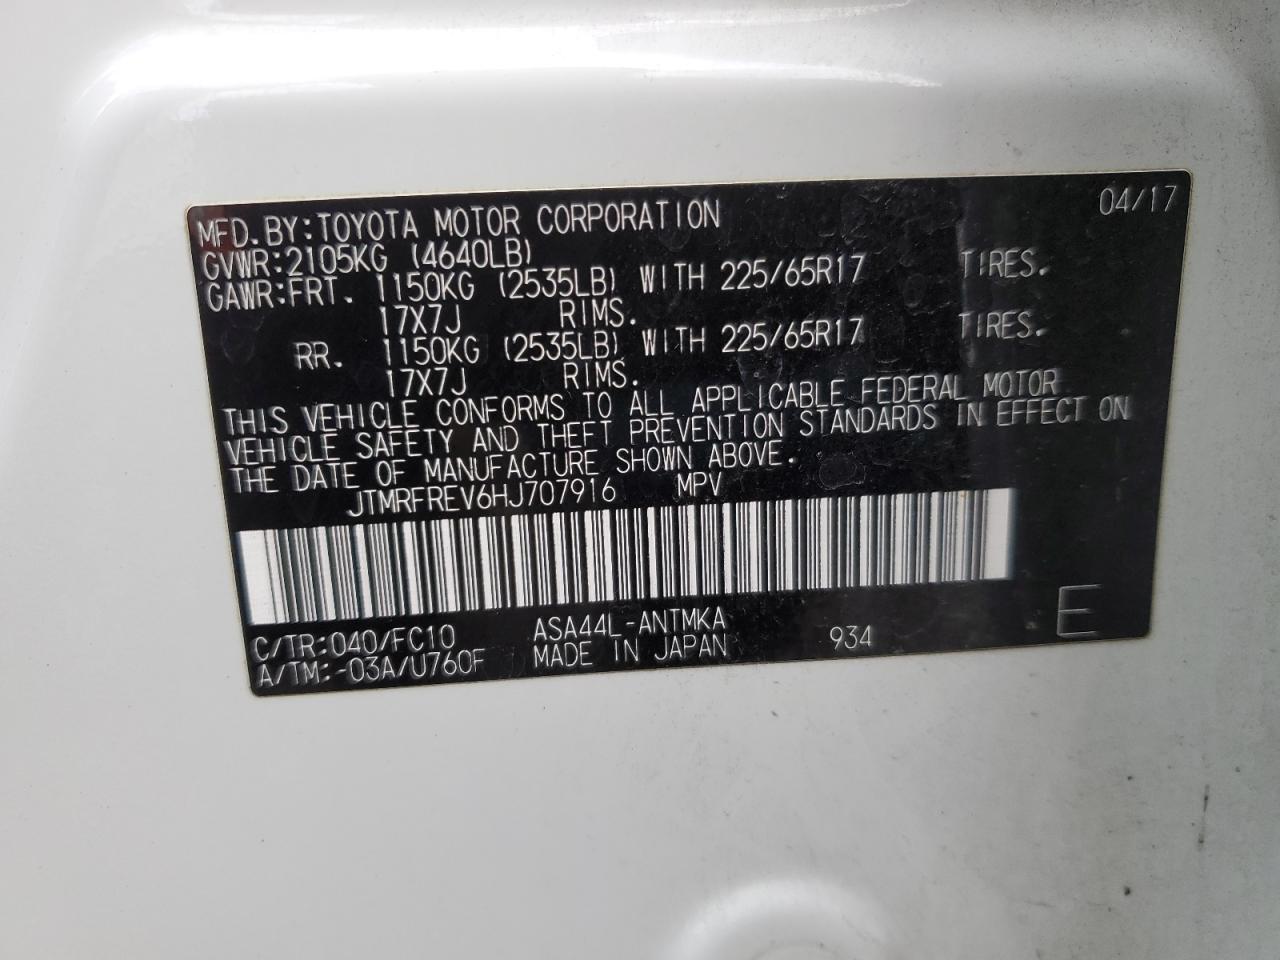 04/17
MFD.BY:TOYOTA MOTOR CORPORATION
GVWR:2105KG (4640LB)
GAWR:FRT. 1150KG (2535LB) WITH 225/65R17 TIRES.
17X7J RIMS.
RR. 1150KG (2535LB) WITH 225/65R17 TIRES.
17X7J RIMS.
THIS VEHICLE CONFORMS TO ALL APPLICABLE FEDERAL MOTOR
VEHICLE SAFETY AND THEFT PREVENTION STANDARDS IN EFFECT ON
THE DATE OF MANUFACTURE SHOWN ABOVE.
JTMRFREV6HJ707916 MPV
C/TR:040/FC10 ASA44L-ANTMKA
A/TM:-03A/U760F MADE IN JAPAN 934 E